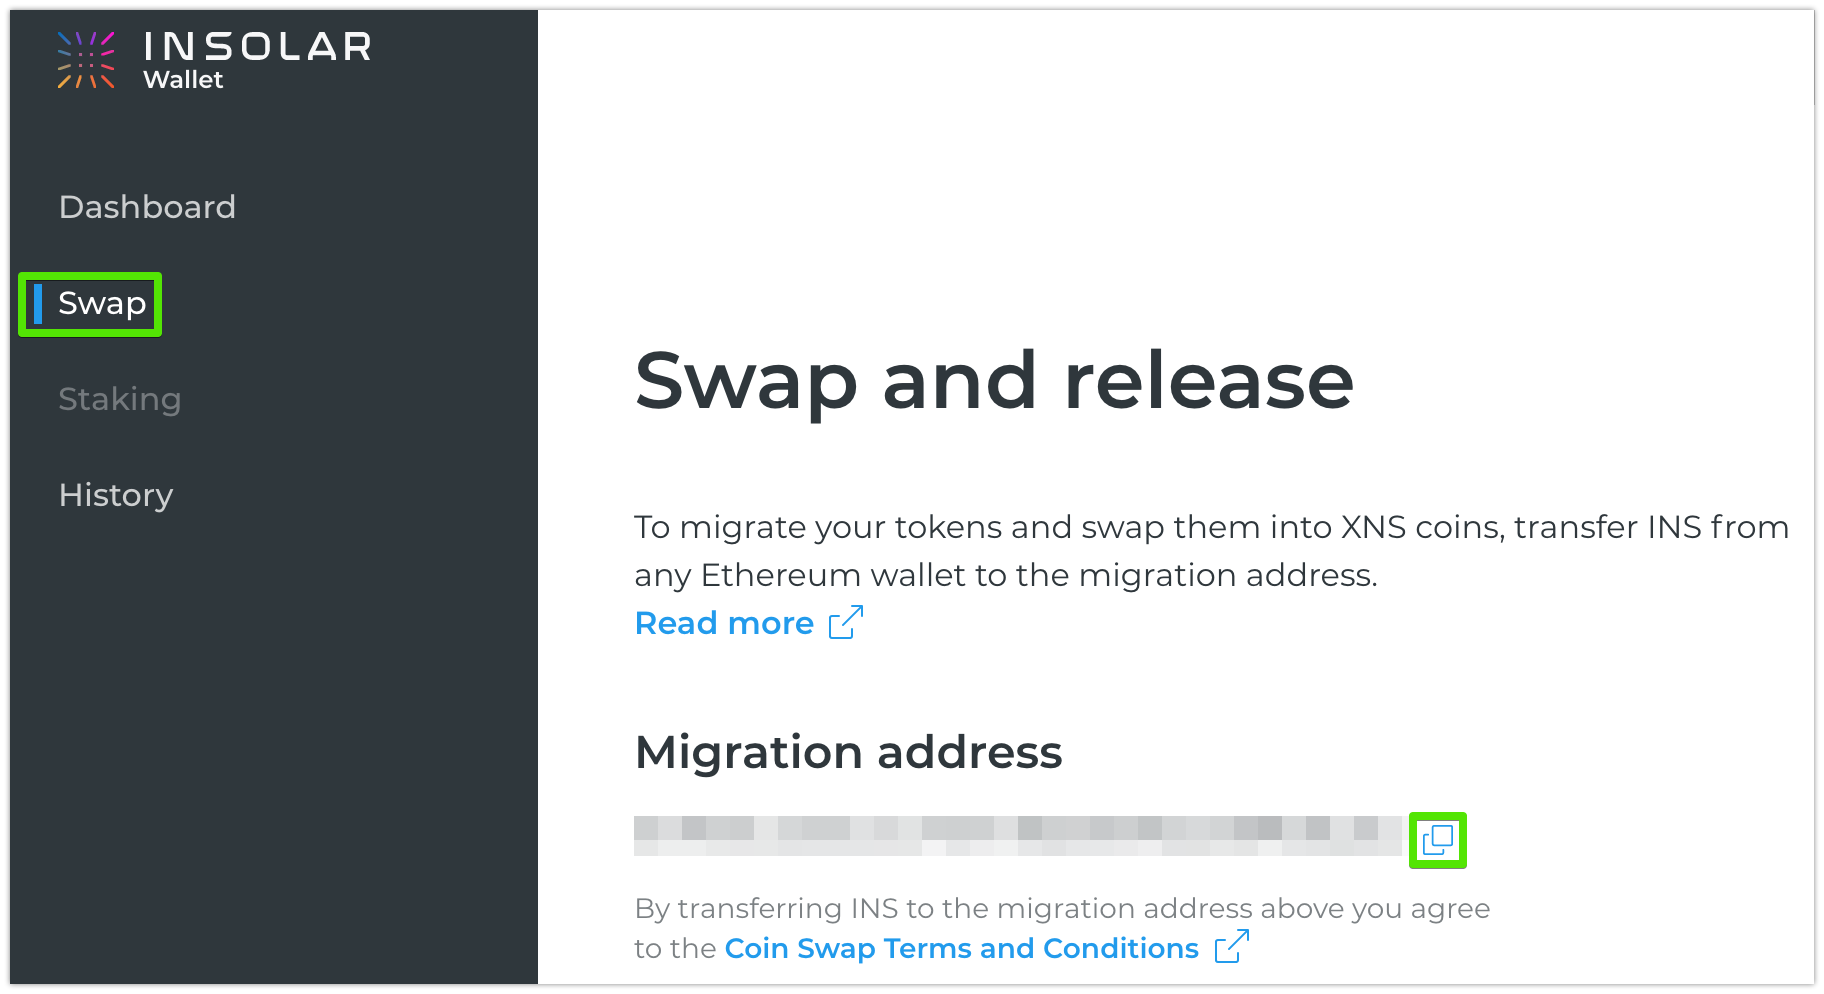 INSOLAR
Wallet
Dashboard
Swap
Staking
History
Swap and release
To migrate your tokens and swap them into XNS coins, transfer INS from
any Ethereum wallet to the migration address.
Read more
Migration address
By transferring INS to the migration address above you agree
to the Coin Swap Terms and Conditions